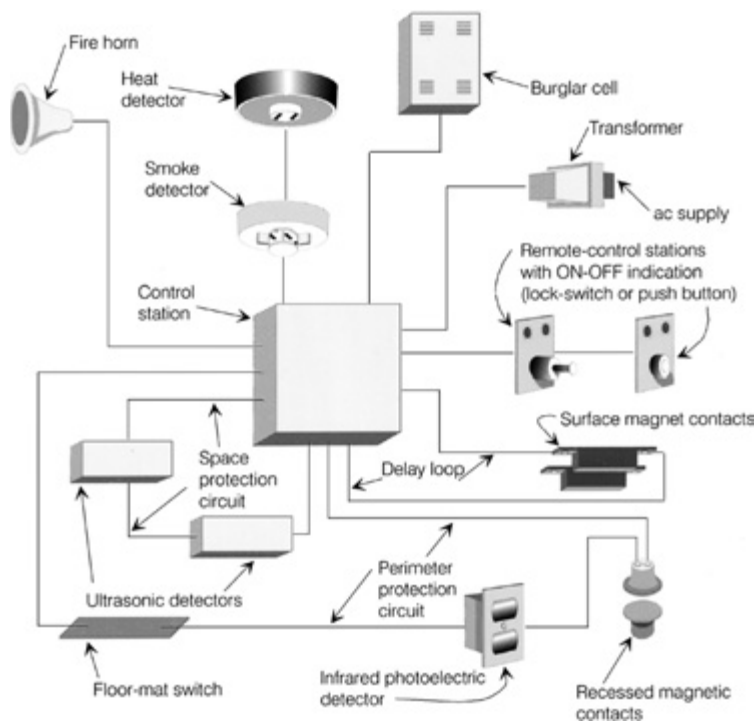 Fire horn
Heat
detector
Burglar cell
Transformer
Smoke
detector
ac supply
Remote-control stations
with ON-OFF indication
(lock-switch or push button)
Control
station
Surface magnet contacts
Space
protection
circuit
Delay loop
Ultrasonic detectors
Perimeter
protection
circuit
Floor-mat switch
Infrared photoelectric
detector
Recessed magnetic
contacts